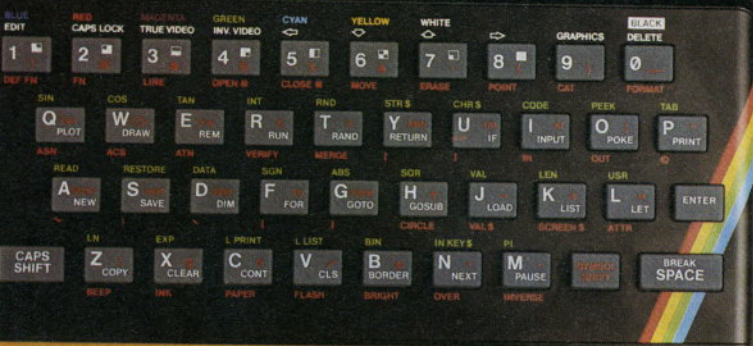 BLUE RED MAGENTA GREEN CYAN YELLOW WHITE BLACK
EDIT CAPS LOCK TRUE VIDEO INV. VIDEO GRAPHICS DELETE
1 2 3 4 5 6 7 8 9 0
DEF FN FN LINE OPEN # CLOSE # MOVE ERASE POINT CAT FORMAT
SIN COS TAN INT RND STR $ CHR $ CODE PEEK TAB
Q W E R T Y U I O P
PLOT DRAW REM RUN RAND RETURN IF INPUT POKE PRINT
ASN ACS ATN VERIFY MERGE [ ] IN OUT ©
READ RESTORE DATA SGN ABS SQR VAL LEN USR
A S D F G H J K L ENTER
NEW SAVE DIM FOR GOTO GOSUB LOAD LIST LET
~ | \ { } CIRCLE VAL $ SCREEN $ ATTR
LN EXP L PRINT L LIST BIN IN KEY $ PI
CAPS SHIFT Z X C V B N M SYMBOL SHIFT BREAK SPACE
COPY CLEAR CONT CLS BORDER NEXT PAUSE
BEEP INK PAPER FLASH BRIGHT OVER INVERSE